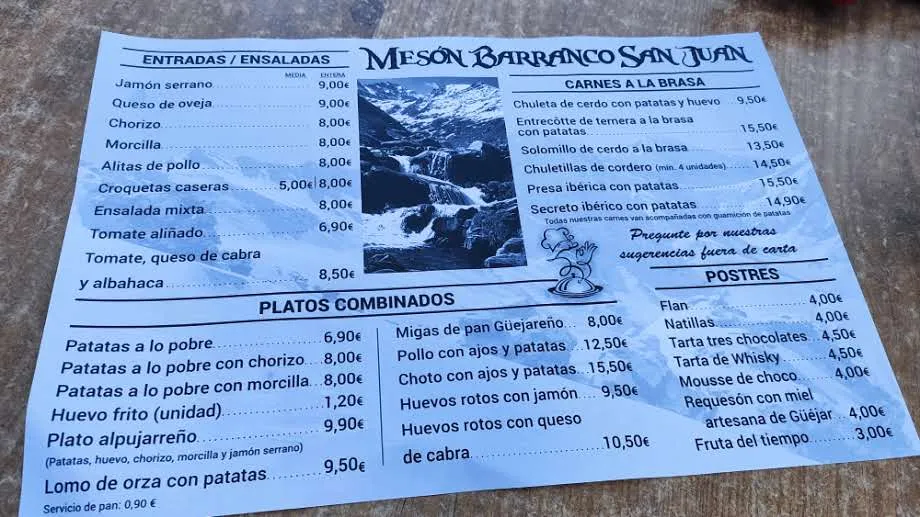 MESÓN BARRANCO SAN JUAN
ENTRADAS / ENSALADAS
MEDIA ENTERA
Jamón serrano 9,00€
Queso de oveja 9,00€
Chorizo 8,00€
Morcilla 8,00€
Alitas de pollo 8,00€
Croquetas caseras 5,00€ 8,00€
Ensalada mixta 8,00€
Tomate aliñado 6,90€
Tomate, queso de cabra
y albahaca 8,50€
CARNES A LA BRASA
Chuleta de cerdo con patatas y huevo 9,50€
Entrecôtte de ternera a la brasa
con patatas 15,50€
Solomillo de cerdo a la brasa 13,50€
Chuletillas de cordero (min. 4 unidades) 14,50€
Presa ibérica con patatas 15,50€
Secreto ibérico con patatas 14,90€
Todas nuestras carnes van acompañadas con guarnición de patatas
Pregunte por nuestras
sugerencias fuera de carta
PLATOS COMBINADOS
Patatas a lo pobre 6,90€
Patatas a lo pobre con chorizo 8,00€
Patatas a lo pobre con morcilla 8,00€
Huevo frito (unidad) 1,20€
Plato alpujarreño 9,90€
(Patatas, huevo, chorizo, morcilla y jamón serrano)
Lomo de orza con patatas 9,50€
Servicio de pan: 0,90 €
Migas de pan Güejareño 8,00€
Pollo con ajos y patatas 12,50€
Choto con ajos y patatas 15,50€
Huevos rotos con jamón 9,50€
Huevos rotos con queso
de cabra 10,50€
POSTRES
Flan 4,00€
Natillas 4,00€
Tarta tres chocolates 4,50€
Tarta de Whisky 4,50€
Mousse de choco 4,00€
Requesón con miel
artesana de Güéjar 4,00€
Fruta del tiempo 3,00€